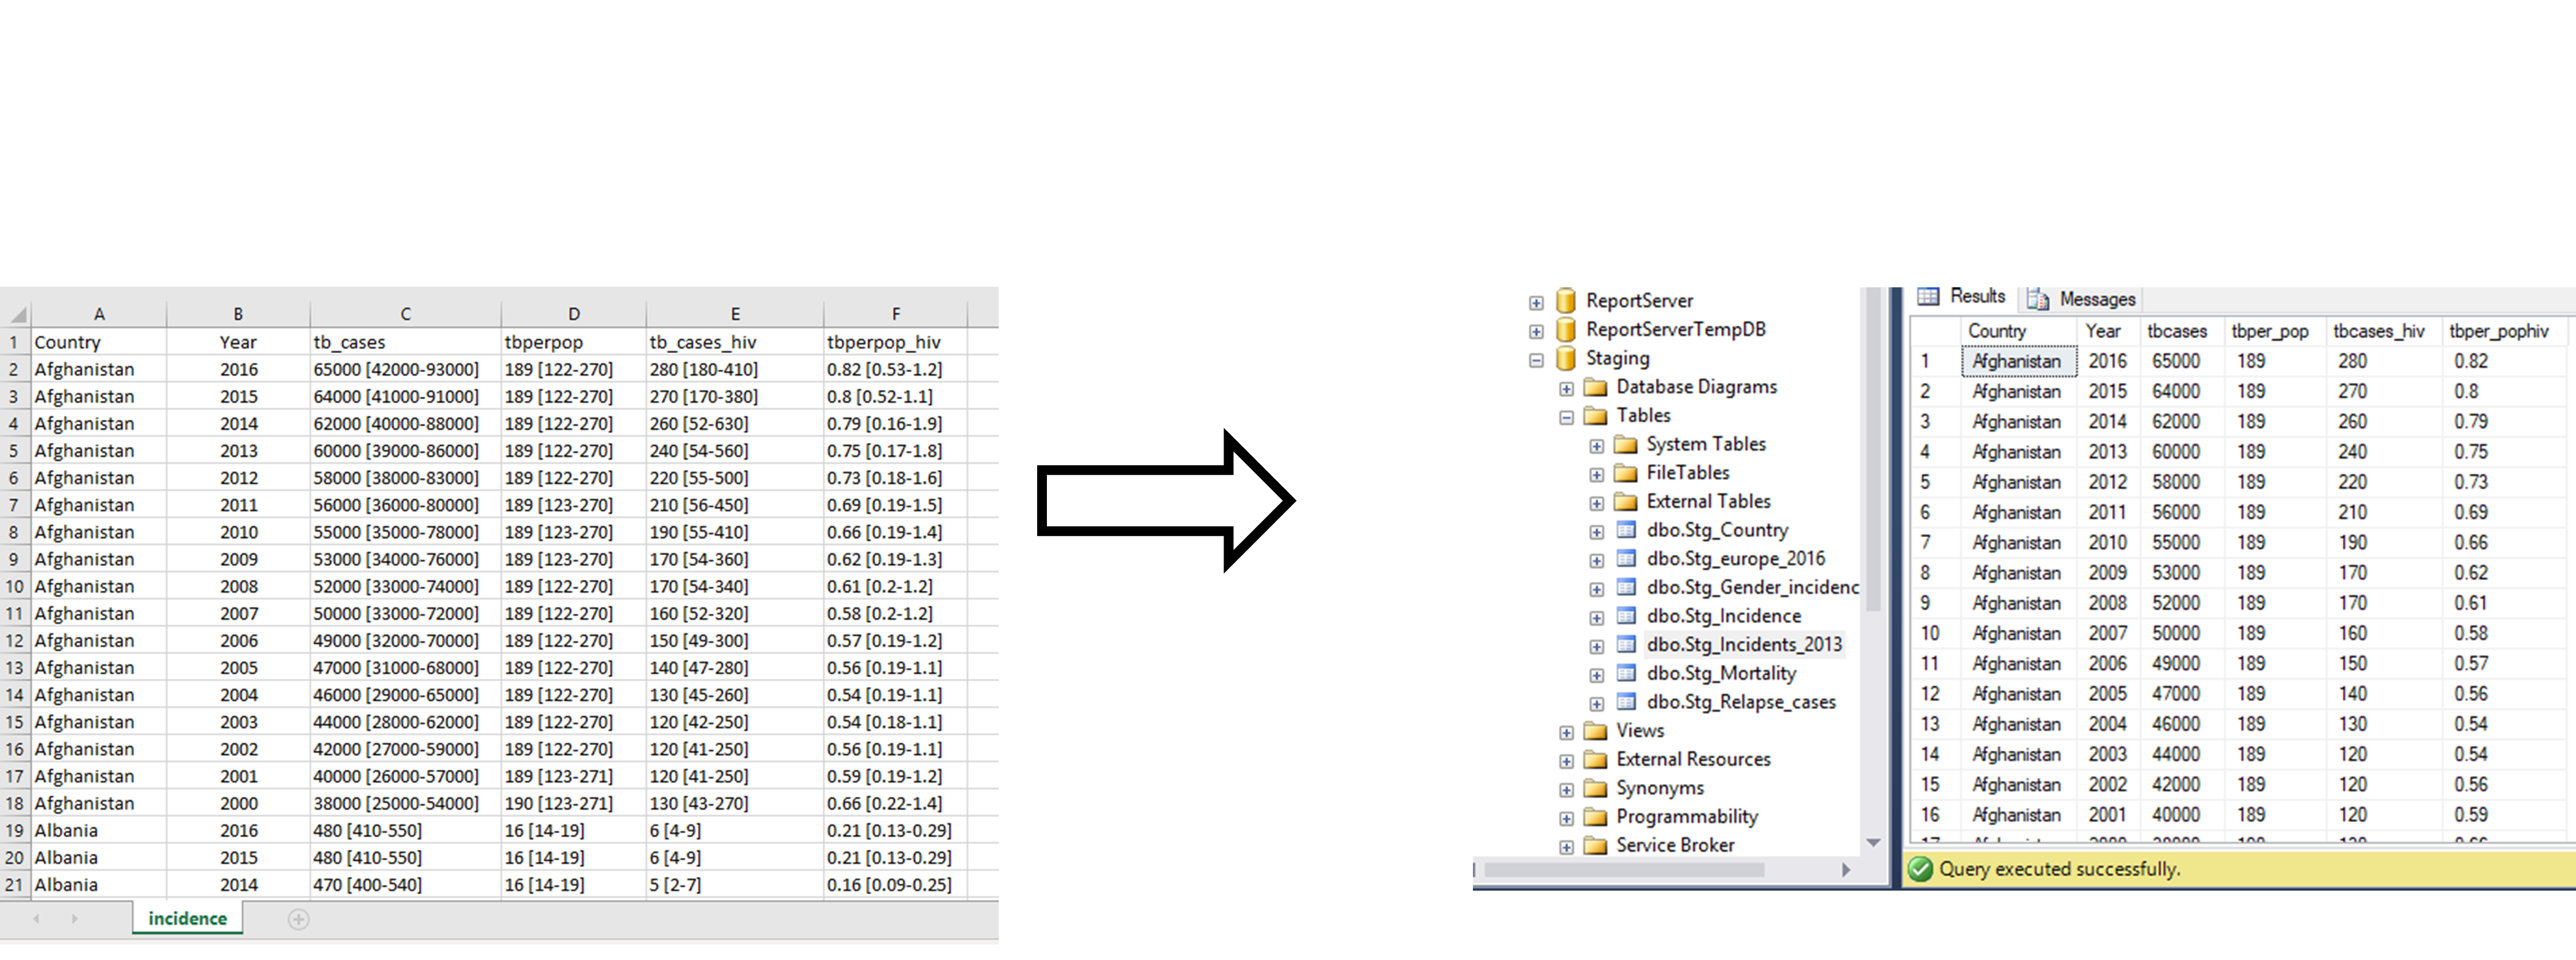 A B C D E F
1 Country Year tb_cases tbperpop tb_cases_hiv tbperpop_hiv
2 Afghanistan 2016 65000 [42000-93000] 189 [122-270] 280 [180-410] 0.82 [0.53-1.2]
3 Afghanistan 2015 64000 [41000-91000] 189 [122-270] 270 [170-380] 0.8 [0.52-1.1]
4 Afghanistan 2014 62000 [40000-88000] 189 [122-270] 260 [52-630] 0.79 [0.16-1.9]
5 Afghanistan 2013 60000 [39000-86000] 189 [122-270] 240 [54-560] 0.75 [0.17-1.8]
6 Afghanistan 2012 58000 [38000-83000] 189 [122-270] 220 [55-500] 0.73 [0.18-1.6]
7 Afghanistan 2011 56000 [36000-80000] 189 [123-270] 210 [56-450] 0.69 [0.19-1.5]
8 Afghanistan 2010 55000 [35000-78000] 189 [123-270] 190 [55-410] 0.66 [0.19-1.4]
9 Afghanistan 2009 53000 [34000-76000] 189 [123-270] 170 [54-360] 0.62 [0.19-1.3]
10 Afghanistan 2008 52000 [33000-74000] 189 [122-270] 170 [54-340] 0.61 [0.2-1.2]
11 Afghanistan 2007 50000 [33000-72000] 189 [122-270] 160 [52-320] 0.58 [0.2-1.2]
12 Afghanistan 2006 49000 [32000-70000] 189 [122-270] 150 [49-300] 0.57 [0.19-1.2]
13 Afghanistan 2005 47000 [31000-68000] 189 [122-270] 140 [47-280] 0.56 [0.19-1.1]
14 Afghanistan 2004 46000 [29000-65000] 189 [122-270] 130 [45-260] 0.54 [0.19-1.1]
15 Afghanistan 2003 44000 [28000-62000] 189 [122-270] 120 [42-250] 0.54 [0.18-1.1]
16 Afghanistan 2002 42000 [27000-59000] 189 [122-270] 120 [41-250] 0.56 [0.19-1.1]
17 Afghanistan 2001 40000 [26000-57000] 189 [123-271] 120 [41-250] 0.59 [0.19-1.2]
18 Afghanistan 2000 38000 [25000-54000] 190 [123-271] 130 [43-270] 0.66 [0.22-1.4]
19 Albania 2016 480 [410-550] 16 [14-19] 6 [4-9] 0.21 [0.13-0.29]
20 Albania 2015 480 [410-550] 16 [14-19] 6 [4-9] 0.21 [0.13-0.29]
21 Albania 2014 470 [400-540] 16 [14-19] 5 [2-7] 0.16 [0.09-0.25]
incidence
ReportServer
ReportServerTempDB
Staging
Database Diagrams
Tables
System Tables
FileTables
External Tables
dbo.Stg_Country
dbo.Stg_europe_2016
dbo.Stg_Gender_incidenc
dbo.Stg_Incidence
dbo.Stg_Incidents_2013
dbo.Stg_Mortality
dbo.Stg_Relapse_cases
Views
External Resources
Synonyms
Programmability
Service Broker
Results Messages
Country Year tbcases tbper_pop tbcases_hiv tbper_pophiv
1 Afghanistan 2016 65000 189 280 0.82
2 Afghanistan 2015 64000 189 270 0.8
3 Afghanistan 2014 62000 189 260 0.79
4 Afghanistan 2013 60000 189 240 0.75
5 Afghanistan 2012 58000 189 220 0.73
6 Afghanistan 2011 56000 189 210 0.69
7 Afghanistan 2010 55000 189 190 0.66
8 Afghanistan 2009 53000 189 170 0.62
9 Afghanistan 2008 52000 189 170 0.61
10 Afghanistan 2007 50000 189 160 0.58
11 Afghanistan 2006 49000 189 150 0.57
12 Afghanistan 2005 47000 189 140 0.56
13 Afghanistan 2004 46000 189 130 0.54
14 Afghanistan 2003 44000 189 120 0.54
15 Afghanistan 2002 42000 189 120 0.56
16 Afghanistan 2001 40000 189 120 0.59
Query executed successfully.